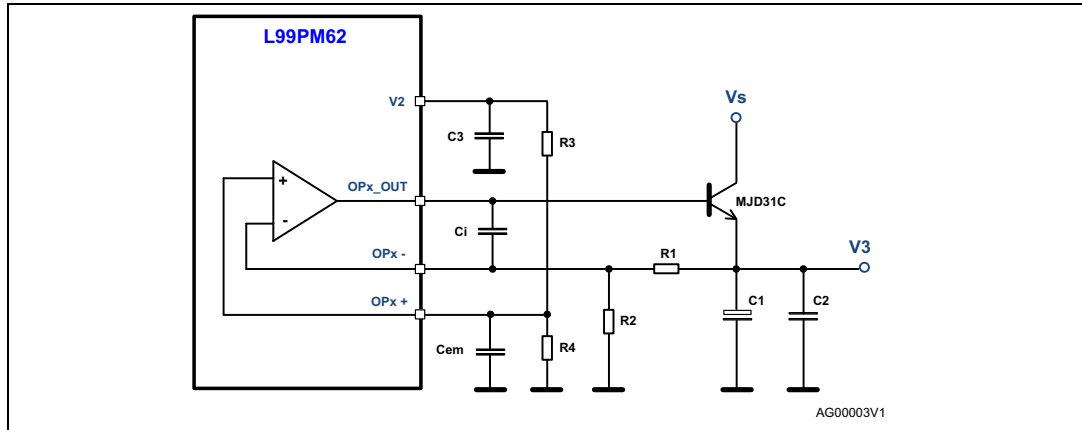 L99PM62
Vs
V2
C3
R3
OPx_OUT
MJD31C
+
-
Ci
V3
R1
OPx -
C1
C2
OPx +
R2
Cem
R4
AG00003V1